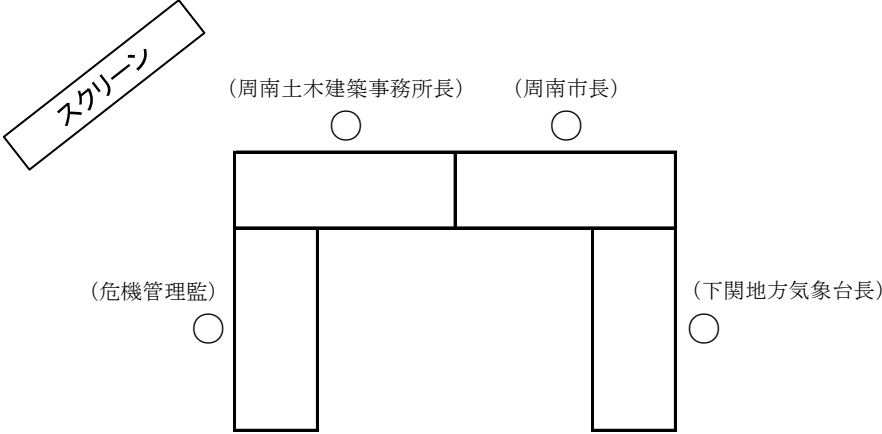 スクリーン
（周南土木建築事務所長）
（周南市長）
（危機管理監）
（下関地方気象台長）